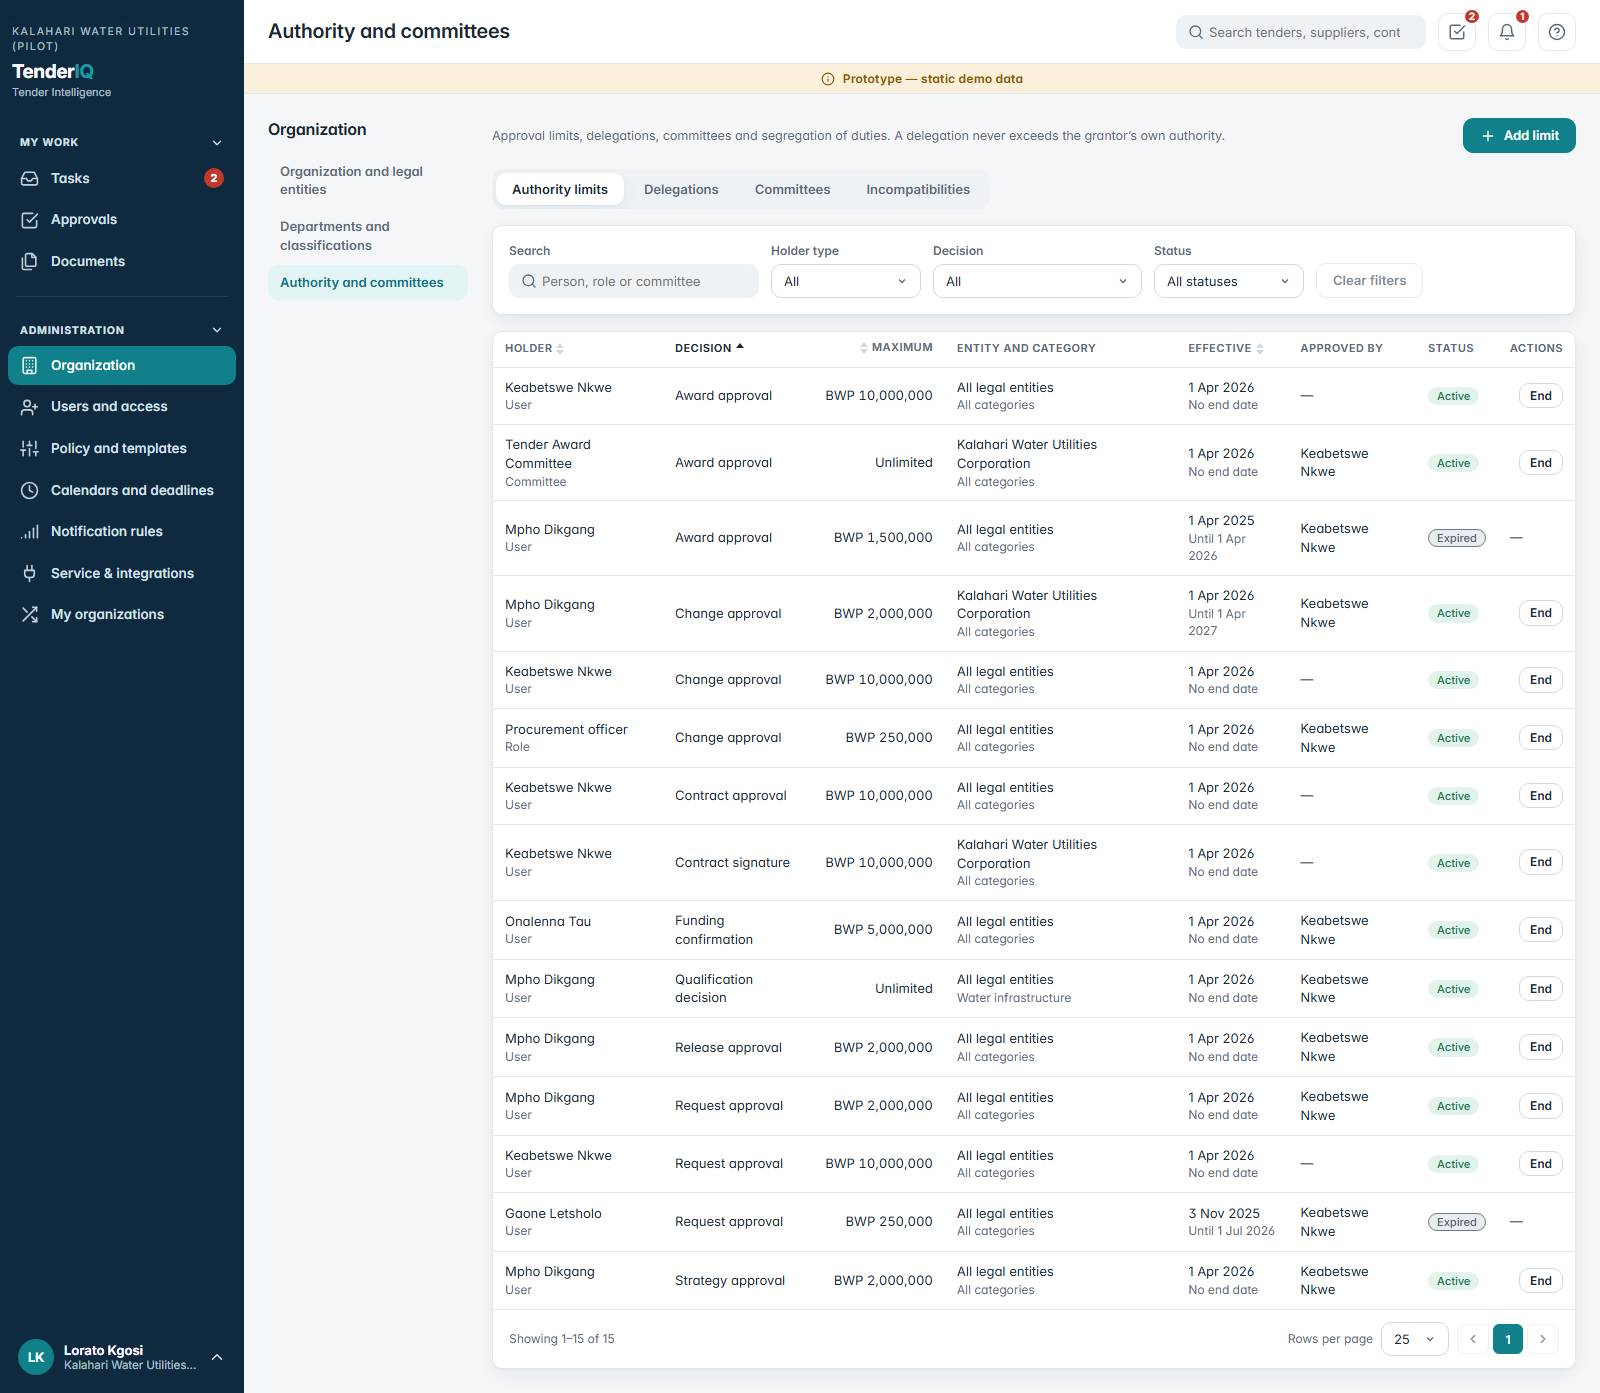 KALAHARI WATER UTILITIES
(PILOT)
TenderIQ
Tender Intelligence
MY WORK
Tasks 2
Approvals
Documents
ADMINISTRATION
Organization
Users and access
Policy and templates
Calendars and deadlines
Notification rules
Service & integrations
My organizations
LK Lorato Kgosi
Kalahari Water Utilities...
Authority and committees
Search tenders, suppliers, cont
2
1
Prototype — static demo data
Organization
Organization and legal
entities
Departments and
classifications
Authority and committees
Approval limits, delegations, committees and segregation of duties. A delegation never exceeds the grantor's own authority.
Add limit
Authority limits Delegations Committees Incompatibilities
Search Holder type Decision Status
Person, role or committee All All All statuses Clear filters
HOLDER DECISION MAXIMUM ENTITY AND CATEGORY EFFECTIVE APPROVED BY STATUS ACTIONS
Keabetswe Nkwe
User
Award approval
BWP 10,000,000
All legal entities
All categories
1 Apr 2026
No end date
—
Active
End
Tender Award
Committee
Committee
Award approval
Unlimited
Kalahari Water Utilities
Corporation
All categories
1 Apr 2026
No end date
Keabetswe
Nkwe
Active
End
Mpho Dikgang
User
Award approval
BWP 1,500,000
All legal entities
All categories
1 Apr 2025
Until 1 Apr
2026
Keabetswe
Nkwe
Expired
—
Mpho Dikgang
User
Change approval
BWP 2,000,000
Kalahari Water Utilities
Corporation
All categories
1 Apr 2026
Until 1 Apr
2027
Keabetswe
Nkwe
Active
End
Keabetswe Nkwe
User
Change approval
BWP 10,000,000
All legal entities
All categories
1 Apr 2026
No end date
—
Active
End
Procurement officer
Role
Change approval
BWP 250,000
All legal entities
All categories
1 Apr 2026
No end date
Keabetswe
Nkwe
Active
End
Keabetswe Nkwe
User
Contract approval
BWP 10,000,000
All legal entities
All categories
1 Apr 2026
No end date
—
Active
End
Keabetswe Nkwe
User
Contract signature
BWP 10,000,000
Kalahari Water Utilities
Corporation
All categories
1 Apr 2026
No end date
—
Active
End
Onalenna Tau
User
Funding
confirmation
BWP 5,000,000
All legal entities
All categories
1 Apr 2026
No end date
Keabetswe
Nkwe
Active
End
Mpho Dikgang
User
Qualification
decision
Unlimited
All legal entities
Water infrastructure
1 Apr 2026
No end date
Keabetswe
Nkwe
Active
End
Mpho Dikgang
User
Release approval
BWP 2,000,000
All legal entities
All categories
1 Apr 2026
No end date
Keabetswe
Nkwe
Active
End
Mpho Dikgang
User
Request approval
BWP 2,000,000
All legal entities
All categories
1 Apr 2026
No end date
Keabetswe
Nkwe
Active
End
Keabetswe Nkwe
User
Request approval
BWP 10,000,000
All legal entities
All categories
1 Apr 2026
No end date
—
Active
End
Gaone Letsholo
User
Request approval
BWP 250,000
All legal entities
All categories
3 Nov 2025
Until 1 Jul 2026
Keabetswe
Nkwe
Expired
—
Mpho Dikgang
User
Strategy approval
BWP 2,000,000
All legal entities
All categories
1 Apr 2026
No end date
Keabetswe
Nkwe
Active
End
Showing 1–15 of 15
Rows per page 25 1